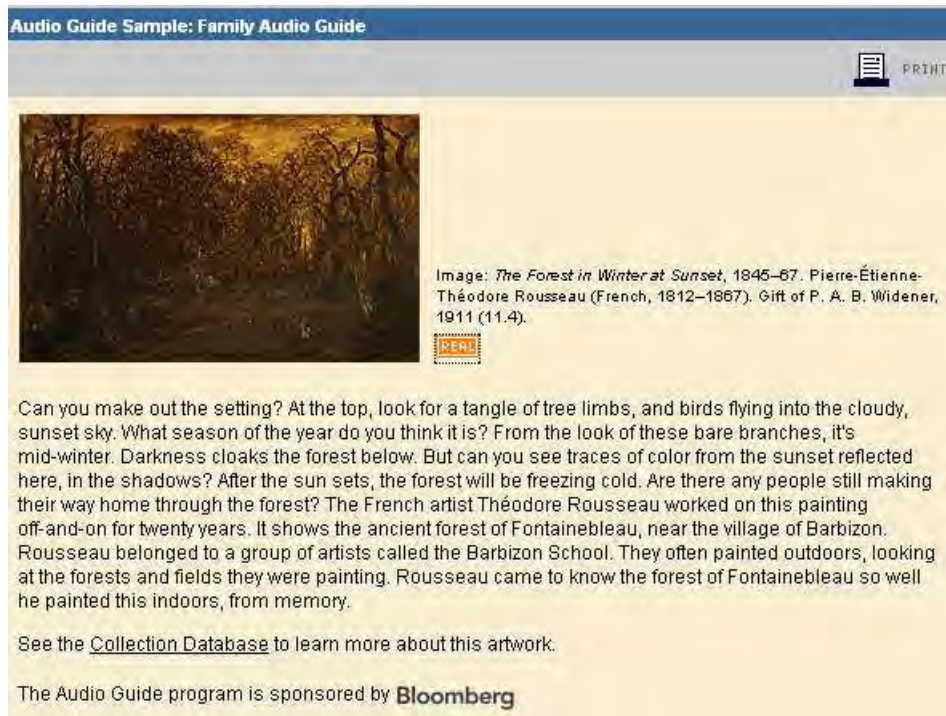 Audio Guide Sample: Family Audio Guide
PRINT
Image: The Forest in Winter at Sunset, 1845–67. Pierre-Étienne-
Théodore Rousseau (French, 1812–1867). Gift of P. A. B. Widener,
1911 (11.4).
REAL
Can you make out the setting? At the top, look for a tangle of tree limbs, and birds flying into the cloudy,
sunset sky. What season of the year do you think it is? From the look of these bare branches, it's
mid-winter. Darkness cloaks the forest below. But can you see traces of color from the sunset reflected
here, in the shadows? After the sun sets, the forest will be freezing cold. Are there any people still making
their way home through the forest? The French artist Théodore Rousseau worked on this painting
off-and-on for twenty years. It shows the ancient forest of Fontainebleau, near the village of Barbizon.
Rousseau belonged to a group of artists called the Barbizon School. They often painted outdoors, looking
at the forests and fields they were painting. Rousseau came to know the forest of Fontainebleau so well
he painted this indoors, from memory.
See the Collection Database to learn more about this artwork.
The Audio Guide program is sponsored by Bloomberg